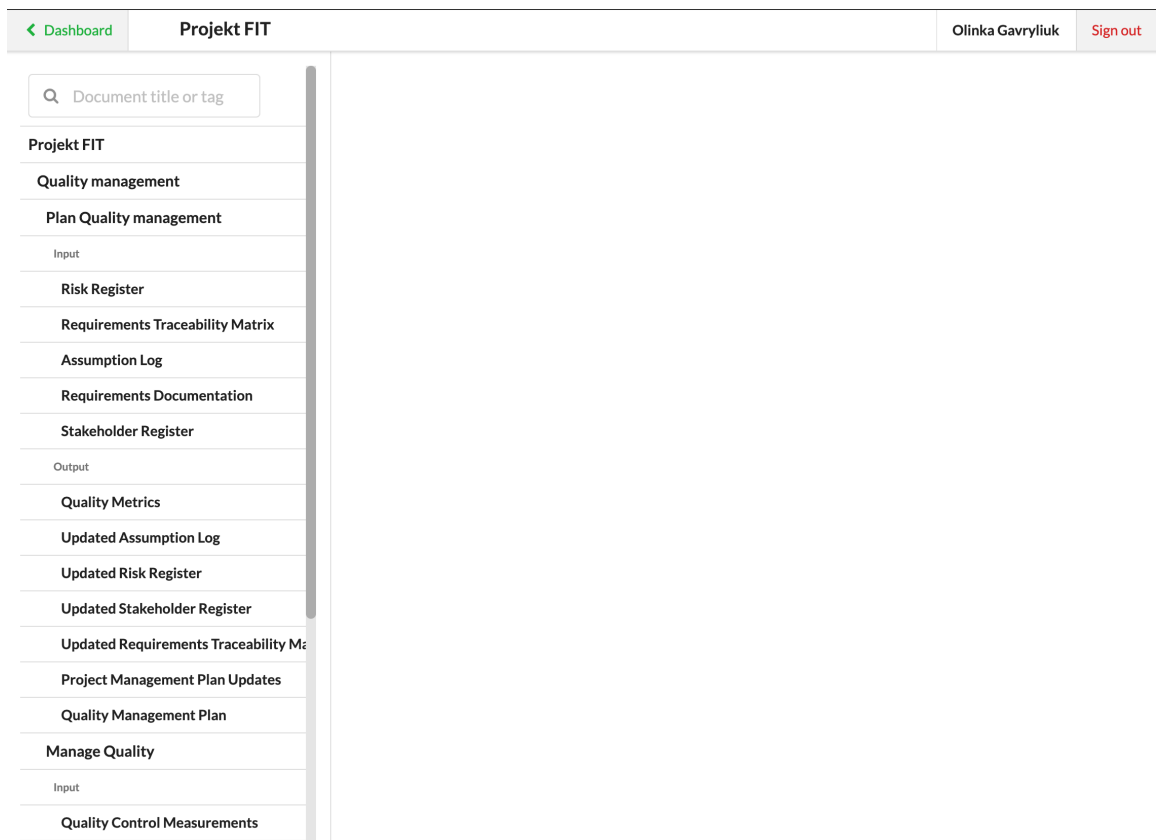 Dashboard
Projekt FIT
Olinka Gavryliuk
Sign out
Document title or tag
Projekt FIT
Quality management
Plan Quality management
Input
Risk Register
Requirements Traceability Matrix
Assumption Log
Requirements Documentation
Stakeholder Register
Output
Quality Metrics
Updated Assumption Log
Updated Risk Register
Updated Stakeholder Register
Updated Requirements Traceability Ma
Project Management Plan Updates
Quality Management Plan
Manage Quality
Input
Quality Control Measurements